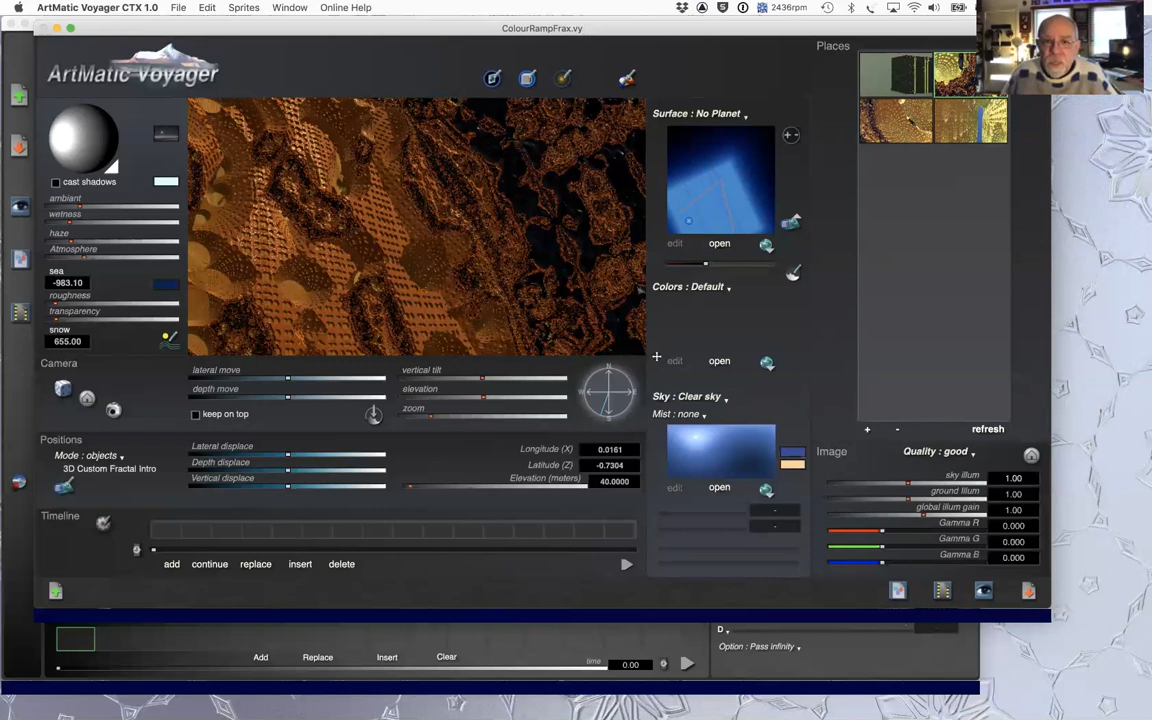 ArtMatic Voyager CTX 1.0 File Edit Sprites Window Online Help 2436rpm
ColourRampFrax.vy
ArtMatic Voyager
Places
Surface : No Planet
cast shadows
ambiant
wetness
haze
Atmosphere
edit open
sea
-983.10
roughness
Colors : Default
transparency
snow
655.00
edit open
Camera
lateral move
vertical tilt
N
W
S
depth move
elevation
keep on top
zoom
Sky : Clear sky
Mist : none
+ - refresh
Positions
Mode : objects
3D Custom Fractal Intro
Lateral displace
Longitude (X) 0.0161
Depth displace
Latitude (Z) -0.7304
Vertical displace
Elevation (meters) 40.0000
edit open
Image
Quality : good
sky illum 1.00
ground illum 1.00
global illum gain 1.00
Gamma R 0.000
Gamma G 0.000
Gamma B 0.000
Timeline
add continue replace insert delete
D
Option : Pass infinity
Add Replace Insert Clear
time 0.00